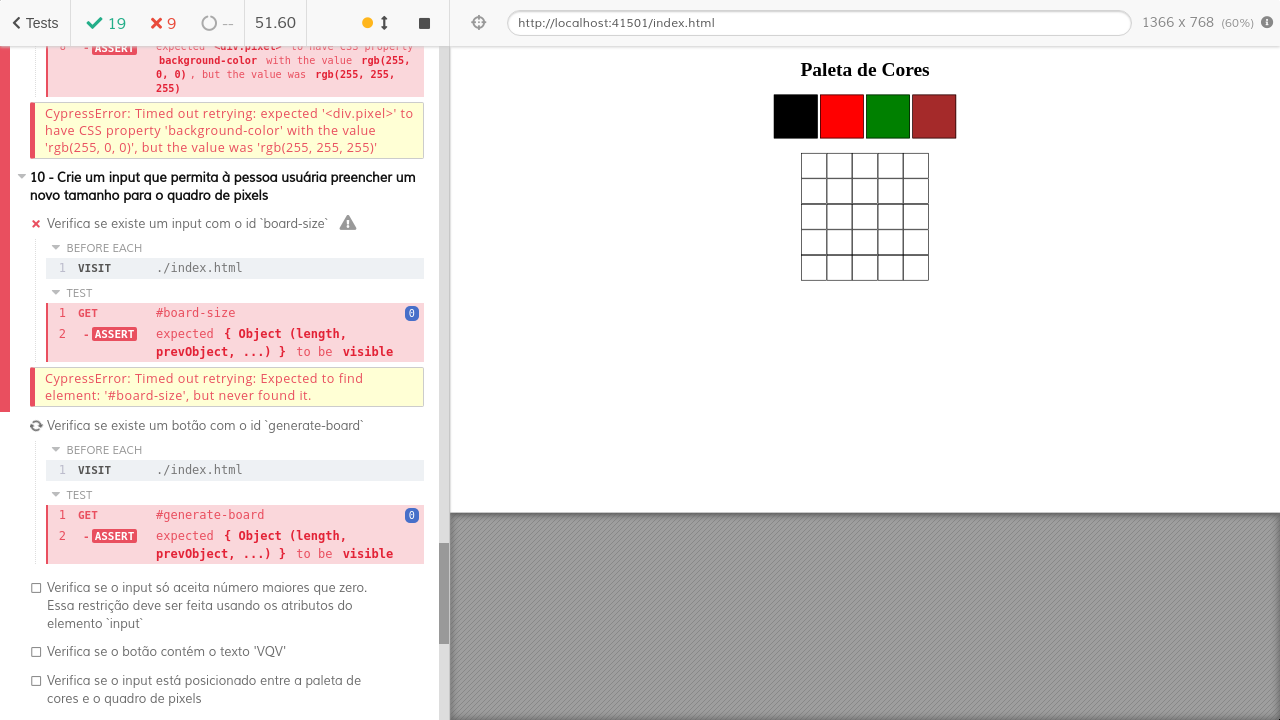 Tests
19
9
--
51.60
http://localhost:41501/index.html
1366 x 768 (60%)
- ASSERT expected <div.pixel> to have CSS property
background-color with the value rgb(255,
0, 0) , but the value was rgb(255, 255,
255)
CypressError: Timed out retrying: expected '<div.pixel>' to
have CSS property 'background-color' with the value
'rgb(255, 0, 0)', but the value was 'rgb(255, 255, 255)'
10 - Crie um input que permita à pessoa usuária preencher um
novo tamanho para o quadro de pixels
Verifica se existe um input com o id `board-size`
BEFORE EACH
1 VISIT ./index.html
TEST
1 GET #board-size 0
2 - ASSERT expected { Object (length,
prevObject, ...) } to be visible
CypressError: Timed out retrying: Expected to find
element: '#board-size', but never found it.
Verifica se existe um botão com o id `generate-board`
BEFORE EACH
1 VISIT ./index.html
TEST
1 GET #generate-board 0
2 - ASSERT expected { Object (length,
prevObject, ...) } to be visible
Verifica se o input só aceita número maiores que zero.
Essa restrição deve ser feita usando os atributos do
elemento `input`
Verifica se o botão contém o texto 'VQV'
Verifica se o input está posicionado entre a paleta de
cores e o quadro de pixels
Paleta de Cores